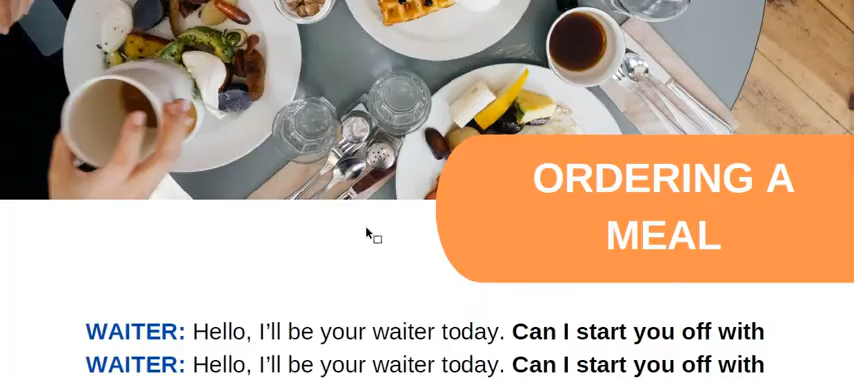 ORDERING A
MEAL
WAITER: Hello, I’ll be your waiter today. Can I start you off with
WAITER: Hello, I’ll be your waiter today. Can I start you off with